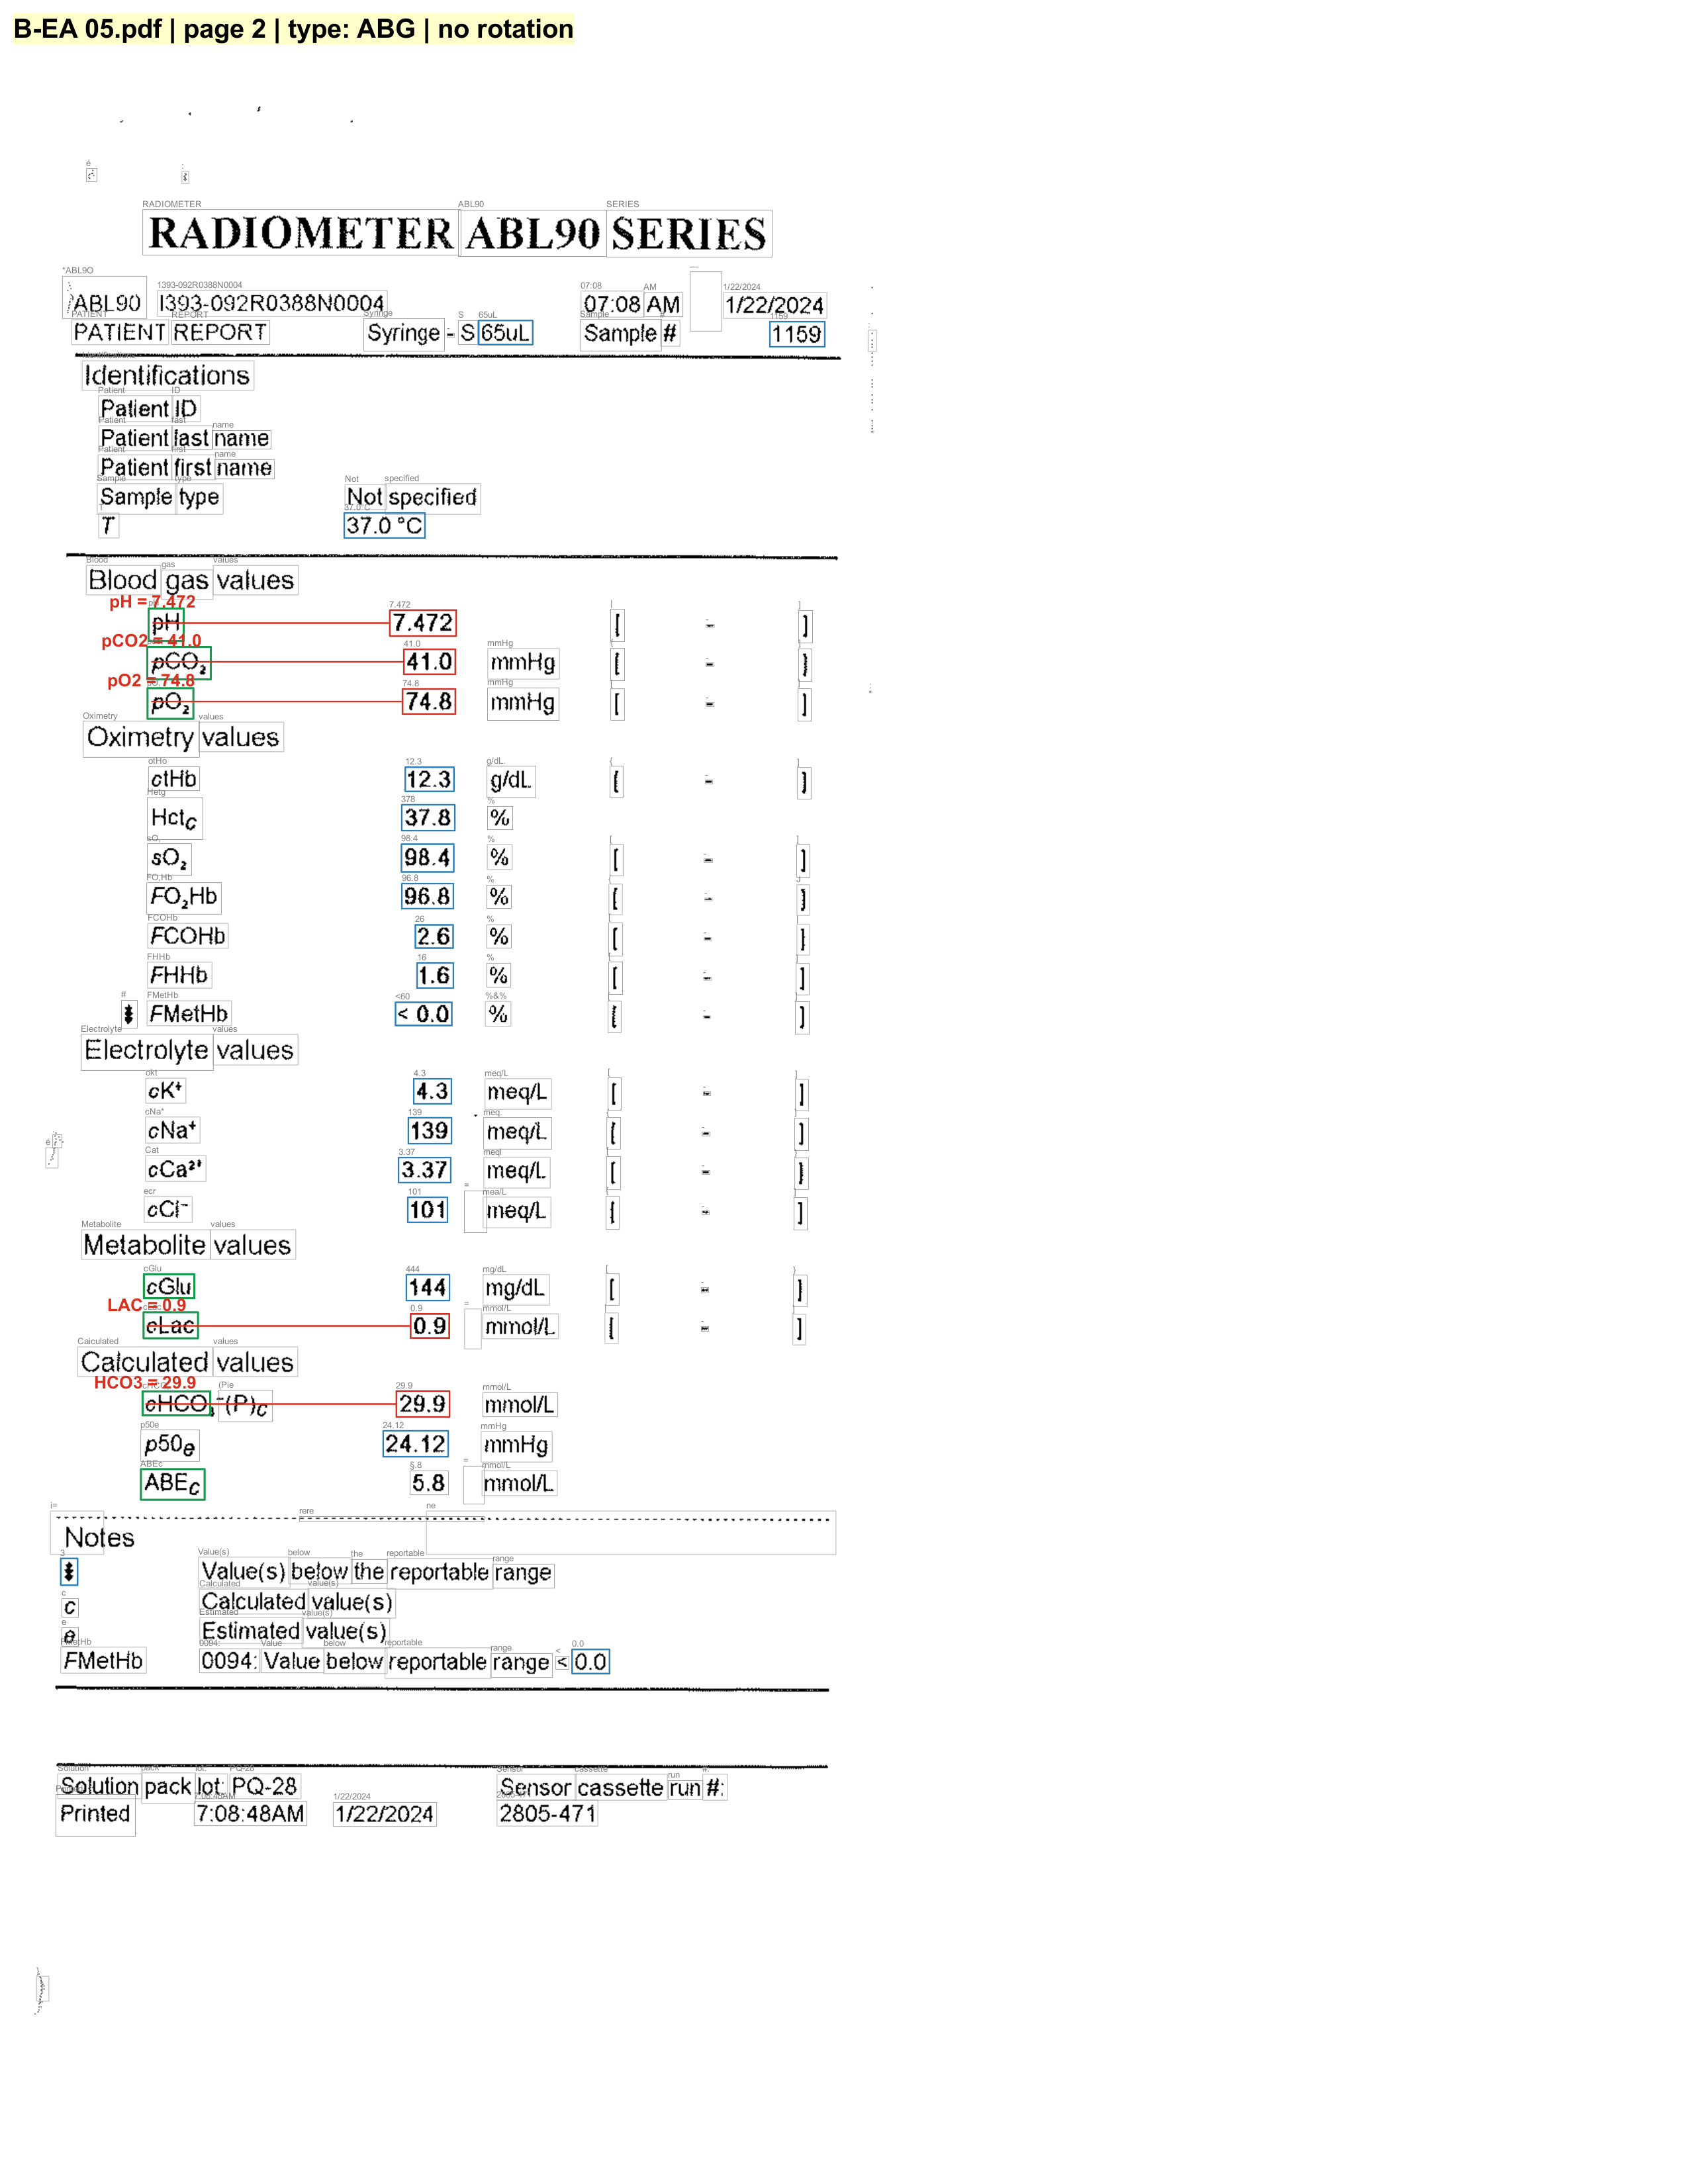 B-EA 05.pdf | page 2 | type: ABG | no rotation
RADIOMETER ABL90 SERIES
ABL90 I393-092R0388N0004 07:08 AM 1/22/2024
PATIENT REPORT Syringe - S 65uL Sample # 1159
Identifications
Patient ID
Patient last name
Patient first name
Sample type Not specified
T 37.0 °C
Blood gas values
pH = 7.472
pH 7.472 [ - ]
pCO2 = 41.0
pCO₂ 41.0 mmHg [ - ]
pO2 = 74.8
pO₂ 74.8 mmHg [ - ]
Oximetry values
ctHb 12.3 g/dL [ - ]
Hctc 37.8 %
sO₂ 98.4 % [ - ]
FO₂Hb 96.8 % [ - ]
FCOHb 2.6 % [ - ]
FHHb 1.6 % [ - ]
FMetHb < 0.0 % [ - ]
Electrolyte values
cK⁺ 4.3 meq/L [ - ]
cNa⁺ 139 meq/L [ - ]
cCa²⁺ 3.37 meq/L [ - ]
cCl⁻ 101 meq/L [ - ]
Metabolite values
cGlu 144 mg/dL [ - ]
LAC = 0.9
cLac 0.9 mmol/L [ - ]
Calculated values
HCO3 = 29.9
cHCO₃⁻(P)c 29.9 mmol/L
p50e 24.12 mmHg
ABEc 5.8 mmol/L
Notes
Value(s) below the reportable range
c Calculated value(s)
e Estimated value(s)
FMetHb 0094: Value below reportable range < 0.0
Solution pack lot: PQ-28 Sensor cassette run #:
Printed 7:08:48AM 1/22/2024 2805-471